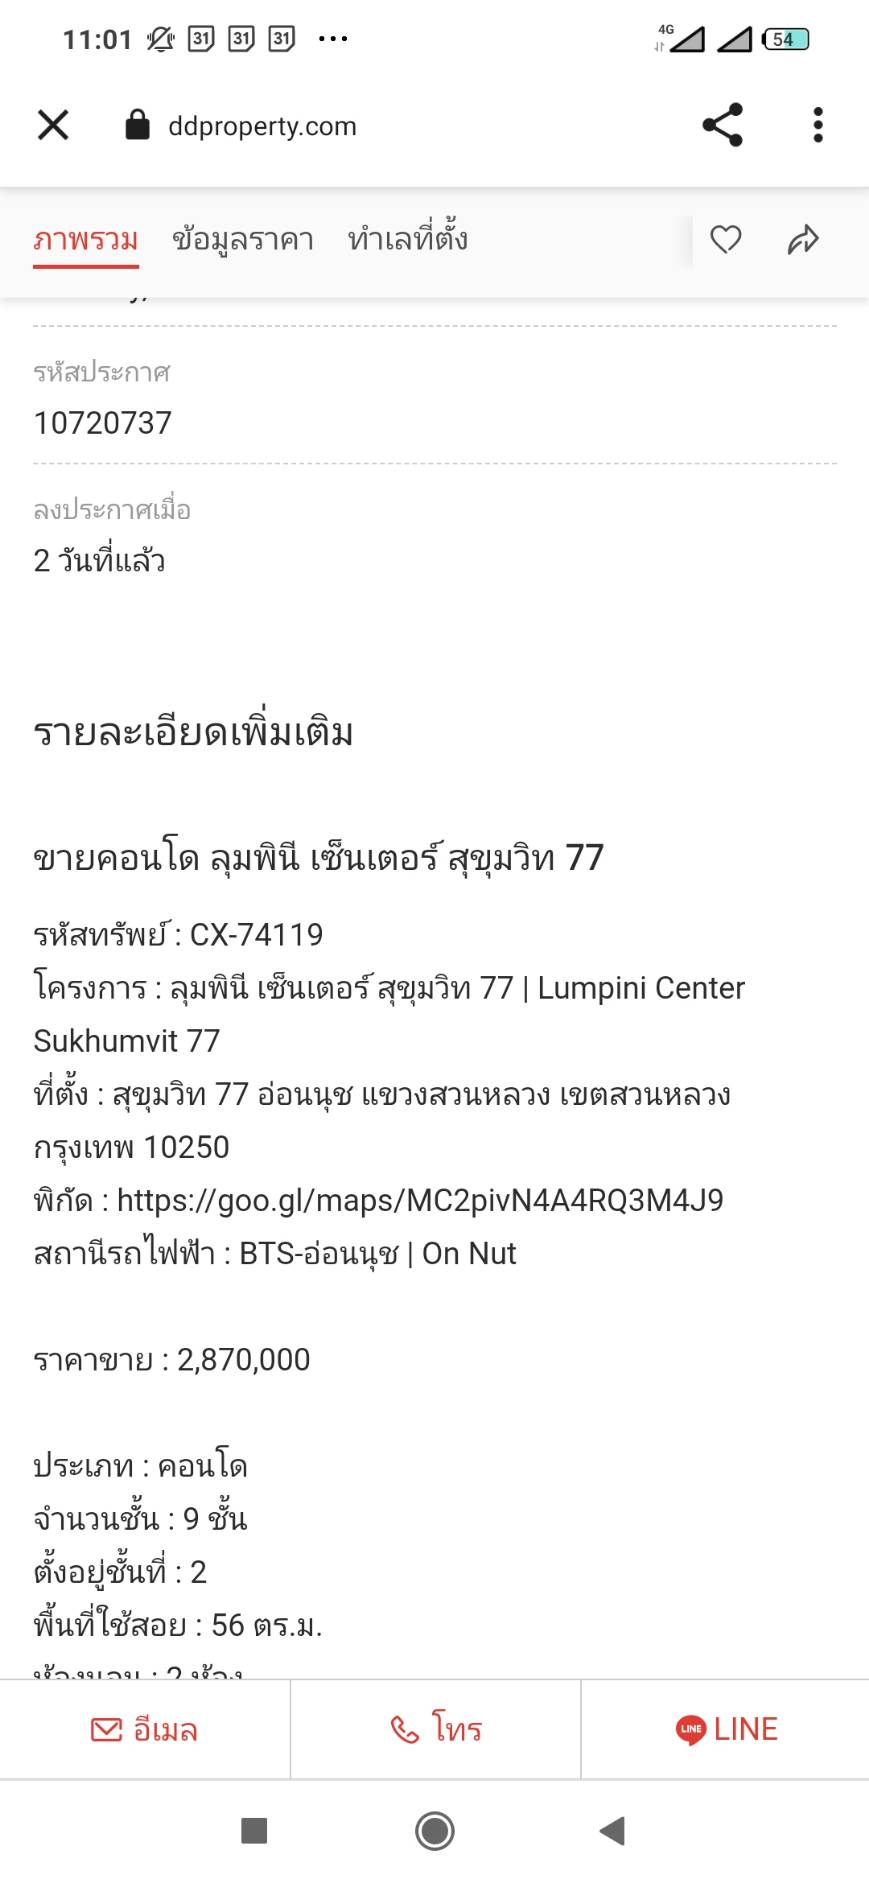 11:01 31 31 31 ... 4G 54
ddproperty.com
ภาพรวม ข้อมูลราคา ทำเลที่ตั้ง
รหัสประกาศ
10720737
ลงประกาศเมื่อ
2 วันที่แล้ว
รายละเอียดเพิ่มเติม
ขายคอนโด ลุมพินี เซ็นเตอร์ สุขุมวิท 77
รหัสทรัพย์ : CX-74119
โครงการ : ลุมพินี เซ็นเตอร์ สุขุมวิท 77 | Lumpini Center
Sukhumvit 77
ที่ตั้ง : สุขุมวิท 77 อ่อนนุช แขวงสวนหลวง เขตสวนหลวง
กรุงเทพ 10250
พิกัด : https://goo.gl/maps/MC2pivN4A4RQ3M4J9
สถานีรถไฟฟ้า : BTS-อ่อนนุช | On Nut
ราคาขาย : 2,870,000
ประเภท : คอนโด
จำนวนชั้น : 9 ชั้น
ตั้งอยู่ชั้นที่ : 2
พื้นที่ใช้สอย : 56 ตร.ม.
ห้องนอน : 2 ห้อง
อีเมล โทร LINE LINE